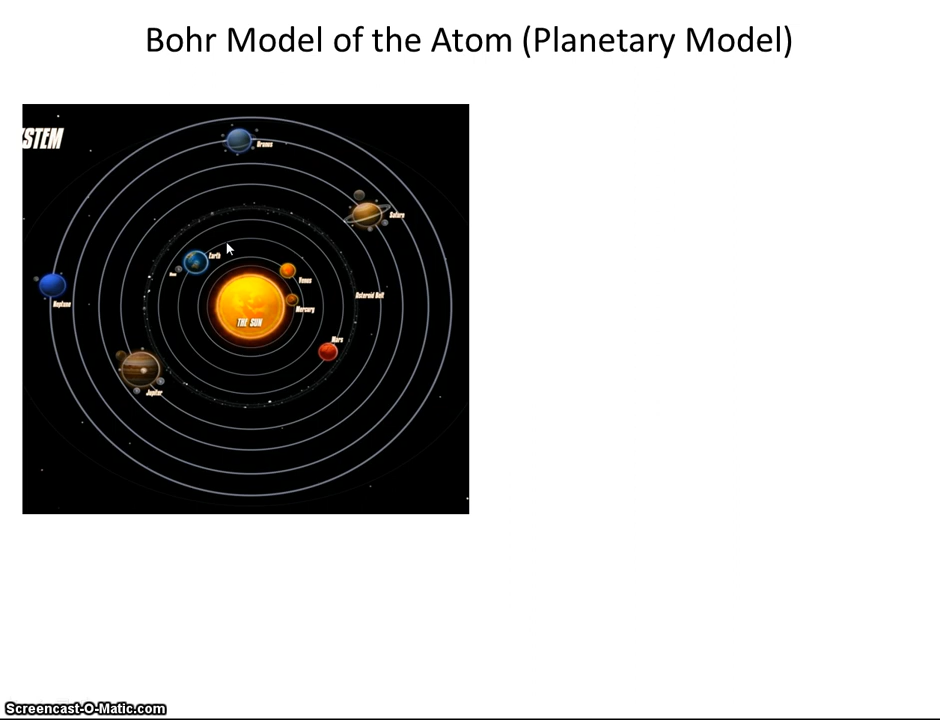 Bohr Model of the Atom (Planetary Model)
STEM
Uranus
Saturn
Earth
Moon
Venus
Neptune
Asteroid Belt
Mercury
THE SUN
Mars
Jupiter
Screencast-O-Matic.com